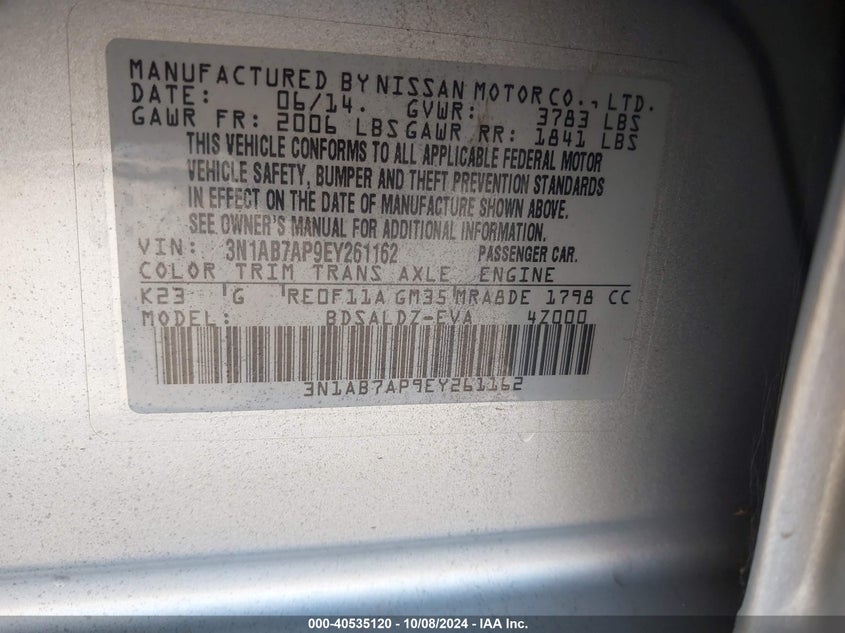 MANUFACTURED BY NISSAN MOTOR CO., LTD.
DATE: 06/14. GVWR: 3783 LBS
GAWR FR: 2006 LBS GAWR RR: 1841 LBS
THIS VEHICLE CONFORMS TO ALL APPLICABLE FEDERAL MOTOR
VEHICLE SAFETY, BUMPER AND THEFT PREVENTION STANDARDS
IN EFFECT ON THE DATE OF MANUFACTURE SHOWN ABOVE.
SEE OWNER'S MANUAL FOR ADDITIONAL INFORMATION.
VIN: 3N1AB7AP9EY261162 PASSENGER CAR.
COLOR TRIM TRANS AXLE ENGINE
K23 G RE0F11A GM35 MRA8DE 1798 CC
MODEL: BDSALDZ-EVA 4Z000
3N1AB7AP9EY261162
000-40535120 - 10/08/2024 - IAA Inc.